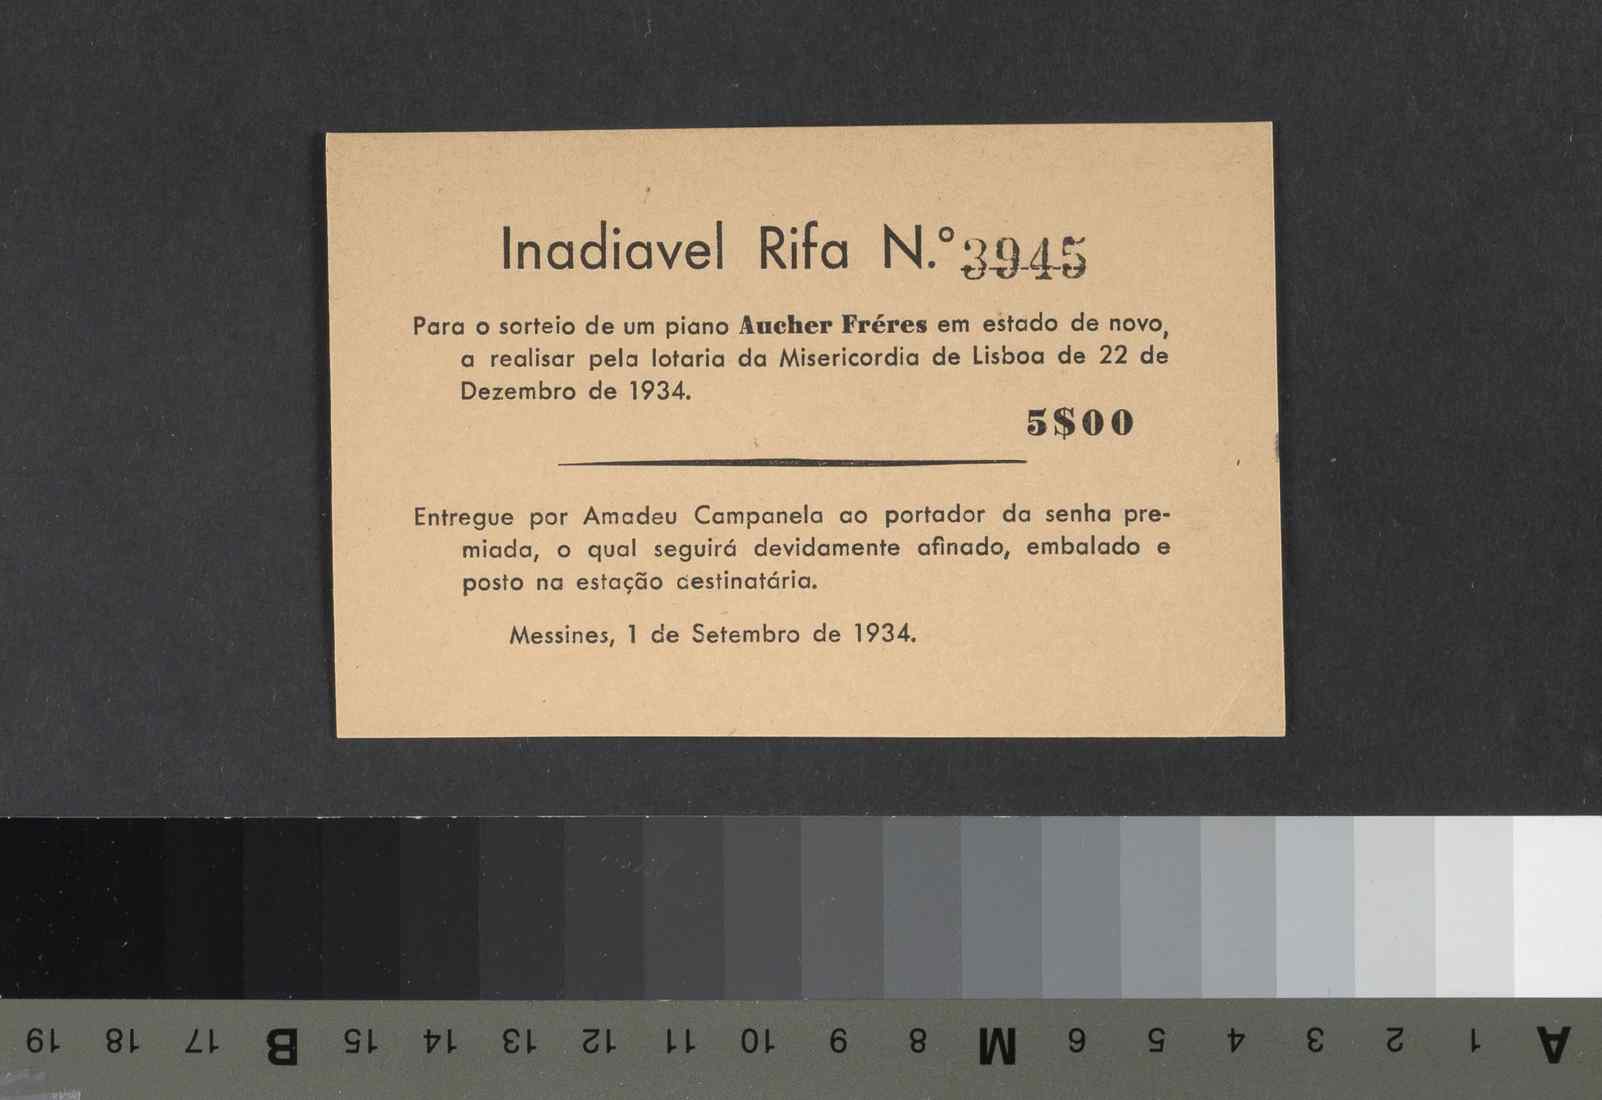 Inadiavel Rifa N.º 3945
Para o sorteio de um piano Aucher Fréres em estado de novo,
a realisar pela lotaria da Misericordia de Lisboa de 22 de
Dezembro de 1934.
5$00
Entregue por Amadeu Campanela ao portador da senha pre-
miada, o qual seguirá devidamente afinado, embalado e
posto na estação destinatária.
Messines, 1 de Setembro de 1934.
19 18 17 B 15 14 13 12 11 10 9 8 M 6 5 4 3 2 1 A